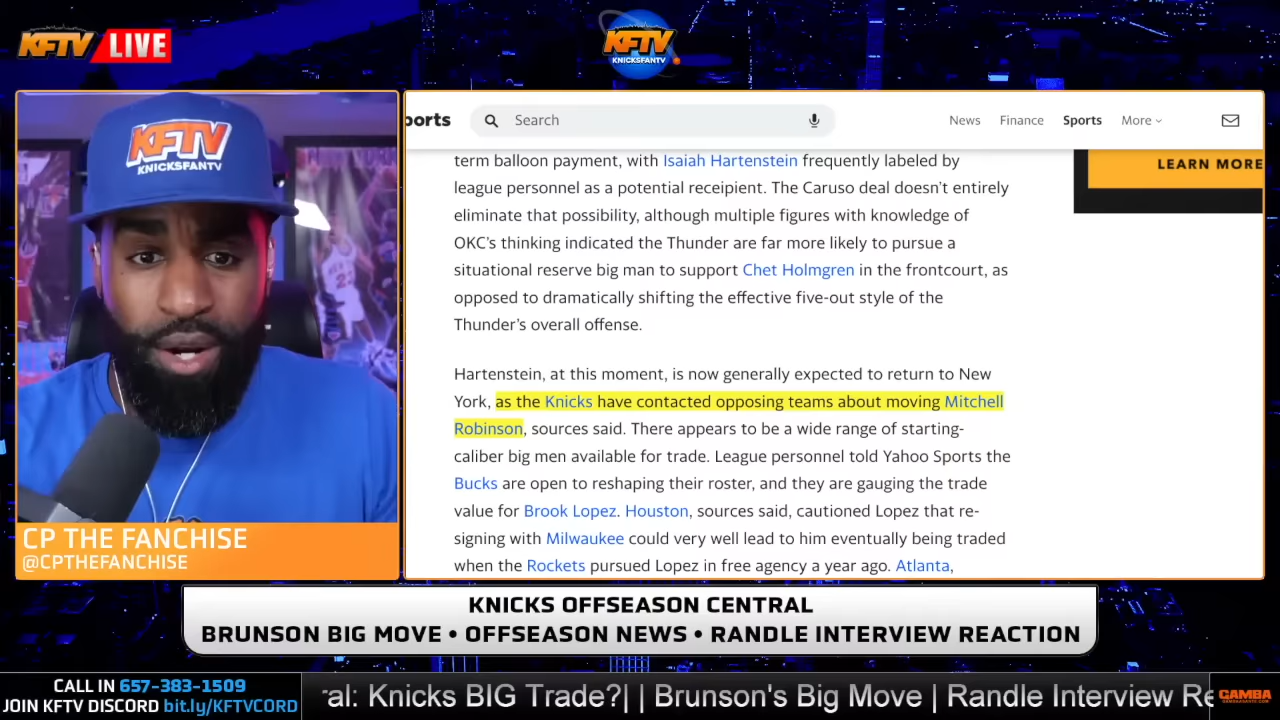 KFTV LIVE
KFTV
KNICKSFANTV
KFTV
KNICKSFANTV
ports
Search
News
Finance
Sports
More
LEARN MORE
term balloon payment, with Isaiah Hartenstein frequently labeled by
league personnel as a potential receipient. The Caruso deal doesn’t entirely
eliminate that possibility, although multiple figures with knowledge of
OKC’s thinking indicated the Thunder are far more likely to pursue a
situational reserve big man to support Chet Holmgren in the frontcourt, as
opposed to dramatically shifting the effective five-out style of the
Thunder’s overall offense.
Hartenstein, at this moment, is now generally expected to return to New
York, as the Knicks have contacted opposing teams about moving Mitchell
Robinson, sources said. There appears to be a wide range of starting-
caliber big men available for trade. League personnel told Yahoo Sports the
Bucks are open to reshaping their roster, and they are gauging the trade
value for Brook Lopez. Houston, sources said, cautioned Lopez that re-
signing with Milwaukee could very well lead to him eventually being traded
when the Rockets pursued Lopez in free agency a year ago. Atlanta,
CP THE FANCHISE
@CPTHEFANCHISE
KNICKS OFFSEASON CENTRAL
BRUNSON BIG MOVE • OFFSEASON NEWS • RANDLE INTERVIEW REACTION
CALL IN 657-383-1509
JOIN KFTV DISCORD bit.ly/KFTVCORD
ral: Knicks BIG Trade?| | Brunson's Big Move | Randle Interview Re
GAMBA